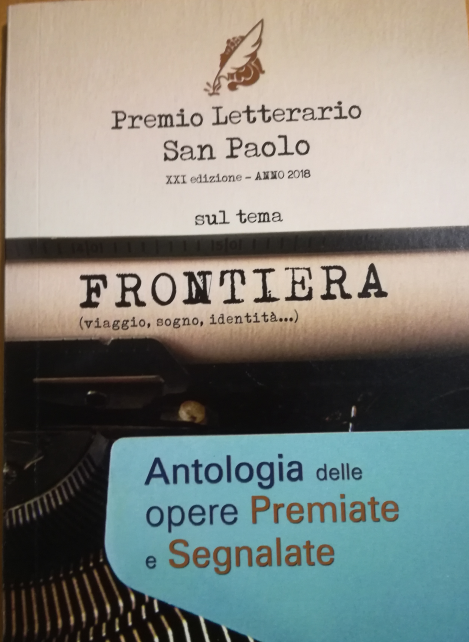 Premio Letterario
San Paolo
XXI edizione - ANNO 2018
sul tema
FRONTIERA
(viaggio, sogno, identità...)
Antologia delle
opere Premiate
e Segnalate